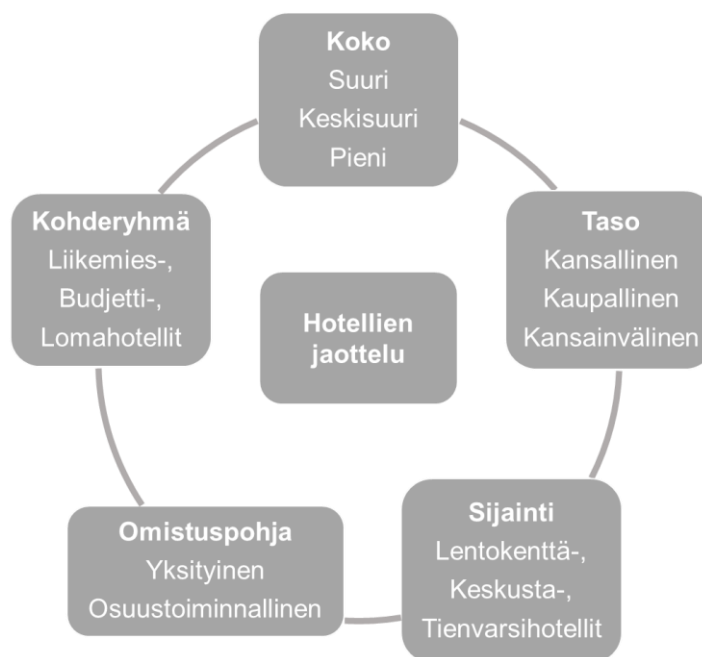 Koko
Suuri
Keskisuuri
Pieni
Taso
Kansallinen
Kaupallinen
Kansainvälinen
Sijainti
Lentokenttä-,
Keskusta-,
Tienvarsihotellit
Omistuspohja
Yksityinen
Osuustoiminnallinen
Kohderyhmä
Liikemies-,
Budjetti-,
Lomahotellit
Hotellien
jaottelu